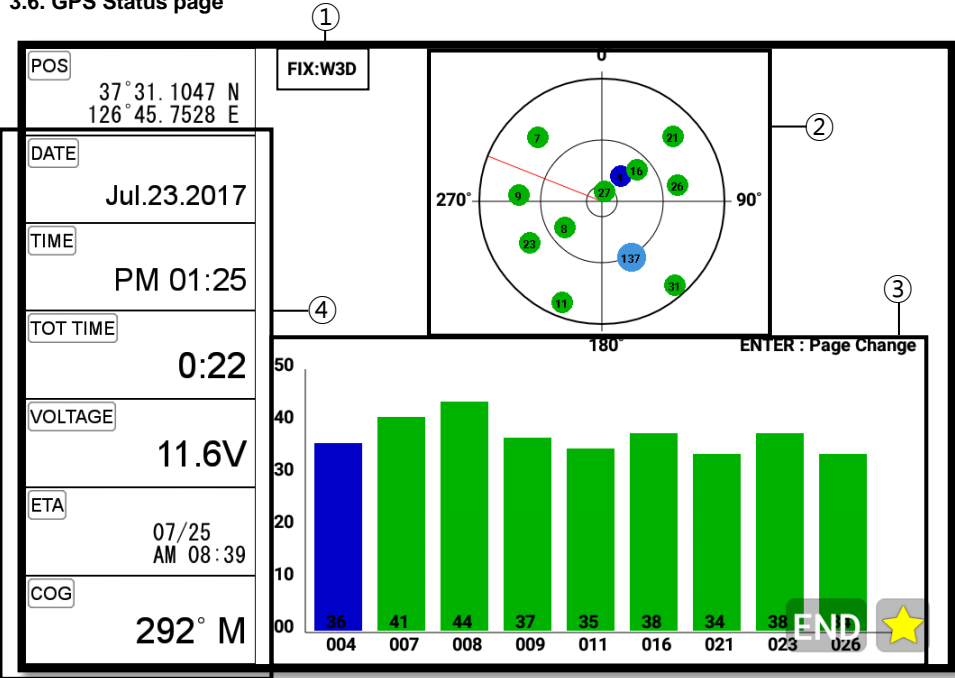 3.6. GPS Status page
①
POS
37°31.1047 N
126°45.7528 E
DATE
Jul.23.2017
TIME
PM 01:25
TOT TIME
0:22
VOLTAGE
11.6V
ETA
07/25
AM 08:39
COG
292° M
④
FIX:W3D
0
②
7
21
16
26
27
9
270°
90°
8
23
137
31
11
180°
③
ENTER : Page Change
50
40
30
20
10
00
36 41 44 37 35 38 34 38
004 007 008 009 011 016 021 023 026
END